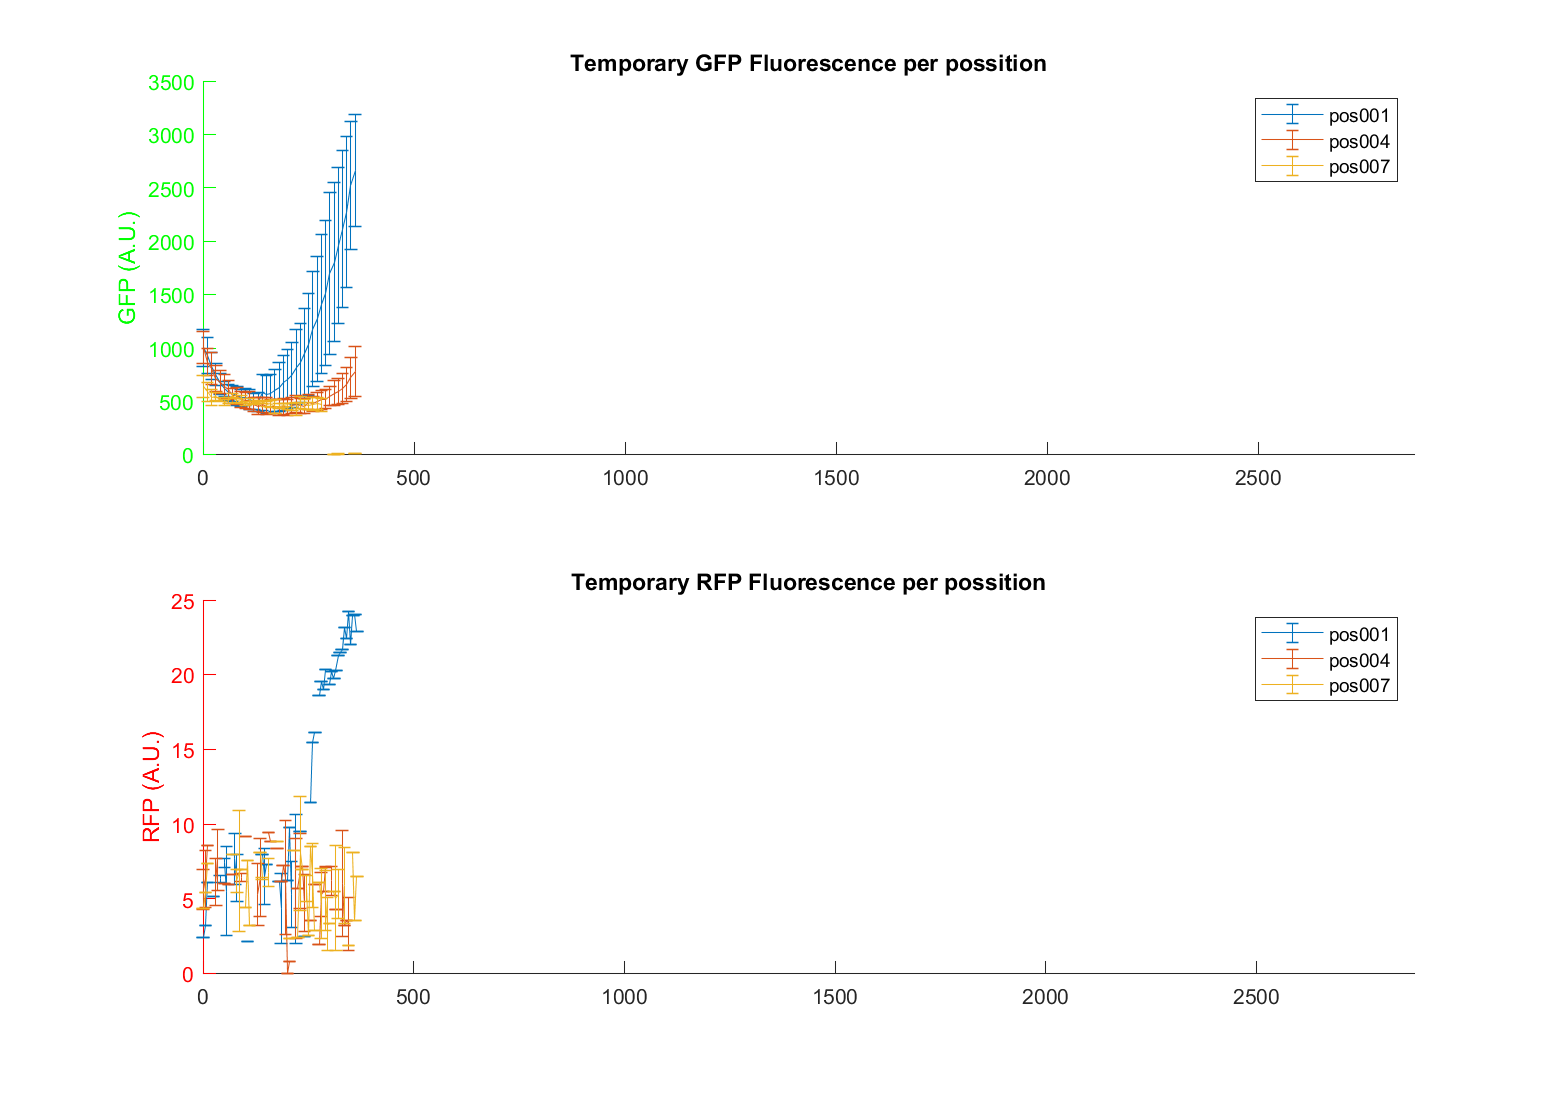 Temporary GFP Fluorescence per possition
3500
3000
2500
2000
1500
1000
500
0
GFP (A.U.)
pos001
pos004
pos007
0 500 1000 1500 2000 2500
Temporary RFP Fluorescence per possition
25
20
15
10
5
0
RFP (A.U.)
pos001
pos004
pos007
0 500 1000 1500 2000 2500